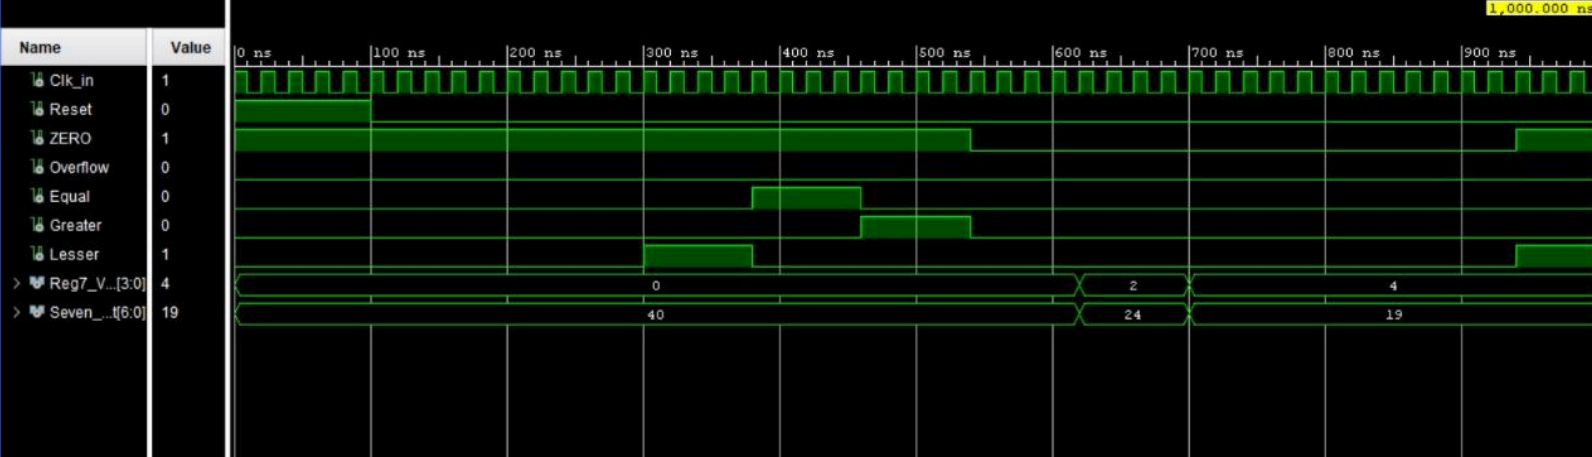 1,000.000 ns
Name Value 0 ns 100 ns 200 ns 300 ns 400 ns 500 ns 600 ns 700 ns 800 ns 900 ns
Clk_in 1
Reset 0
ZERO 1
Overflow 0
Equal 0
Greater 0
Lesser 1
Reg7_V...[3:0] 4 0 2 4
Seven_...t[6:0] 19 40 24 19